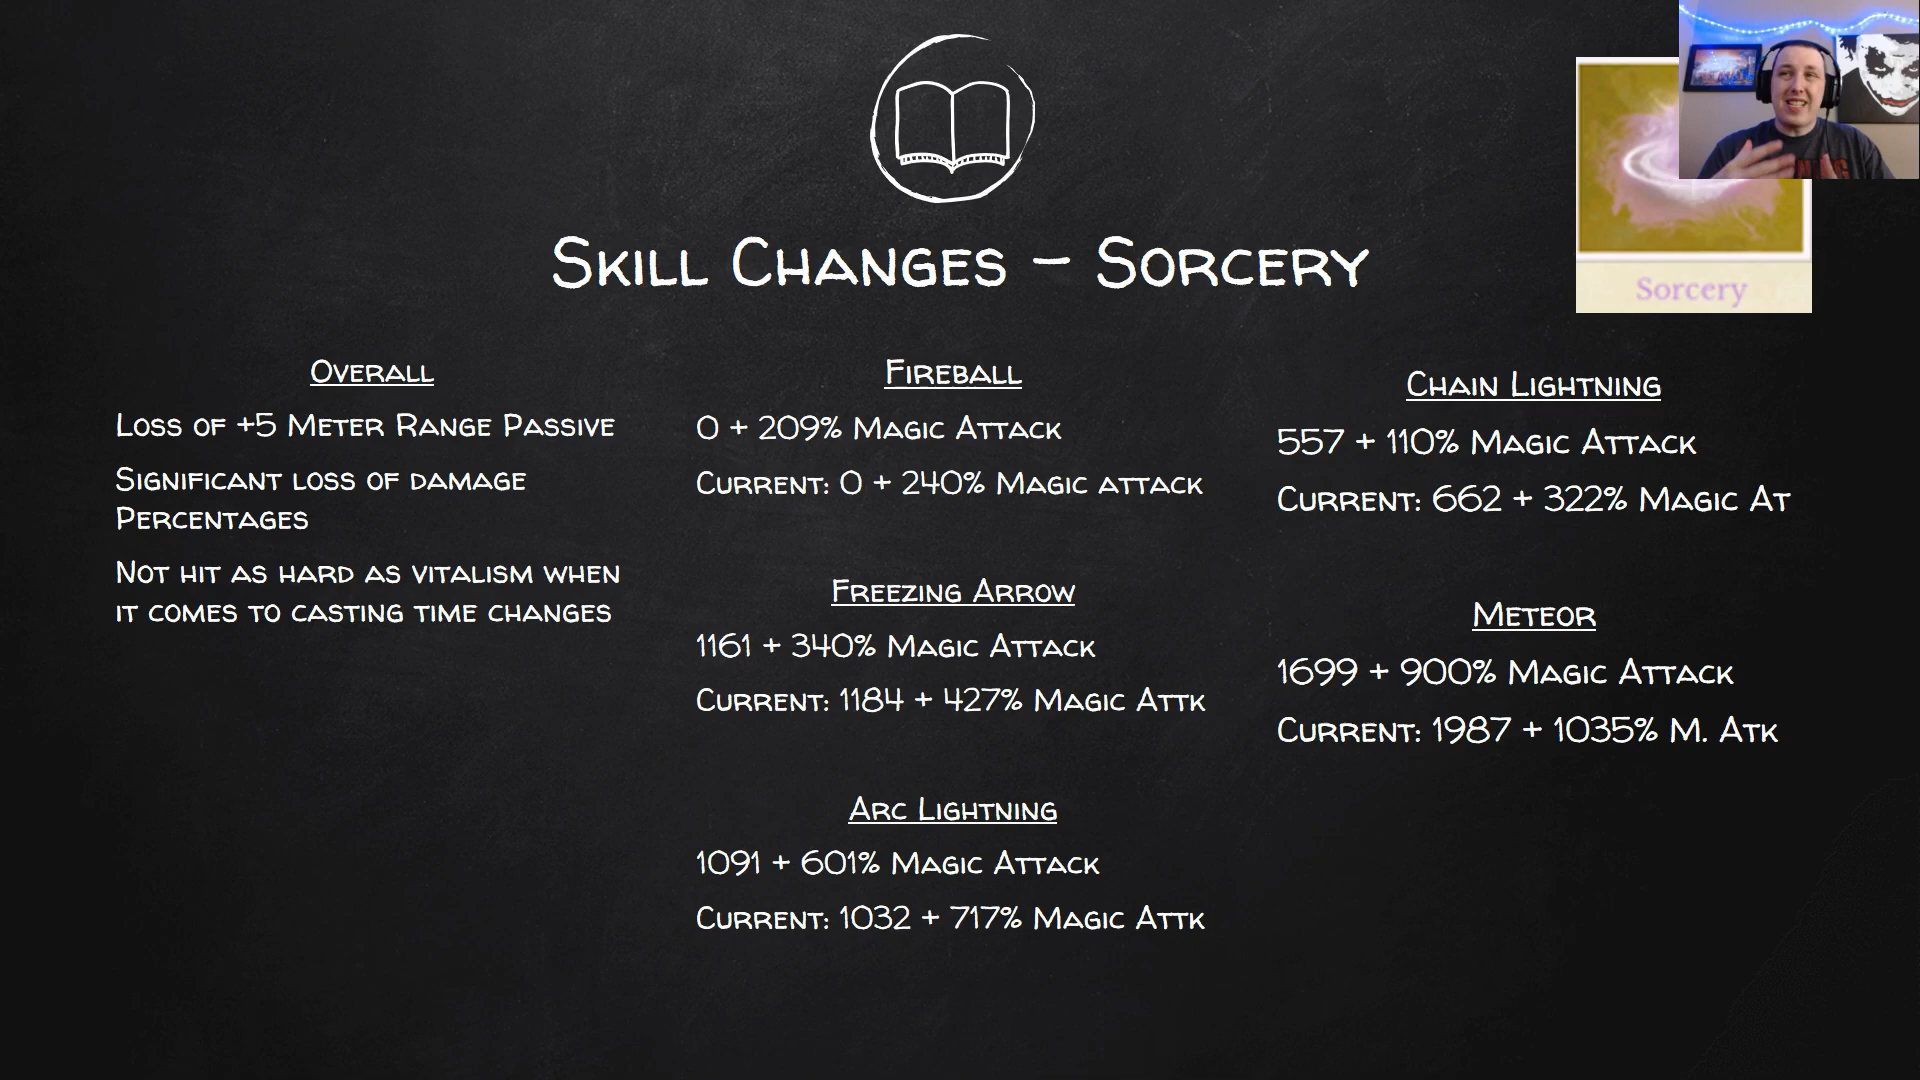 Skill Changes – Sorcery
Sorcery
Overall
Loss of +5 Meter Range Passive
Significant loss of damage
Percentages
Not hit as hard as vitalism when
it comes to casting time changes
Fireball
0 + 209% Magic Attack
Current: 0 + 240% Magic attack
Freezing Arrow
1161 + 340% Magic Attack
Current: 1184 + 427% Magic Attk
Arc Lightning
1091 + 601% Magic Attack
Current: 1032 + 717% Magic Attk
Chain Lightning
557 + 110% Magic Attack
Current: 662 + 322% Magic At
Meteor
1699 + 900% Magic Attack
Current: 1987 + 1035% M. Atk